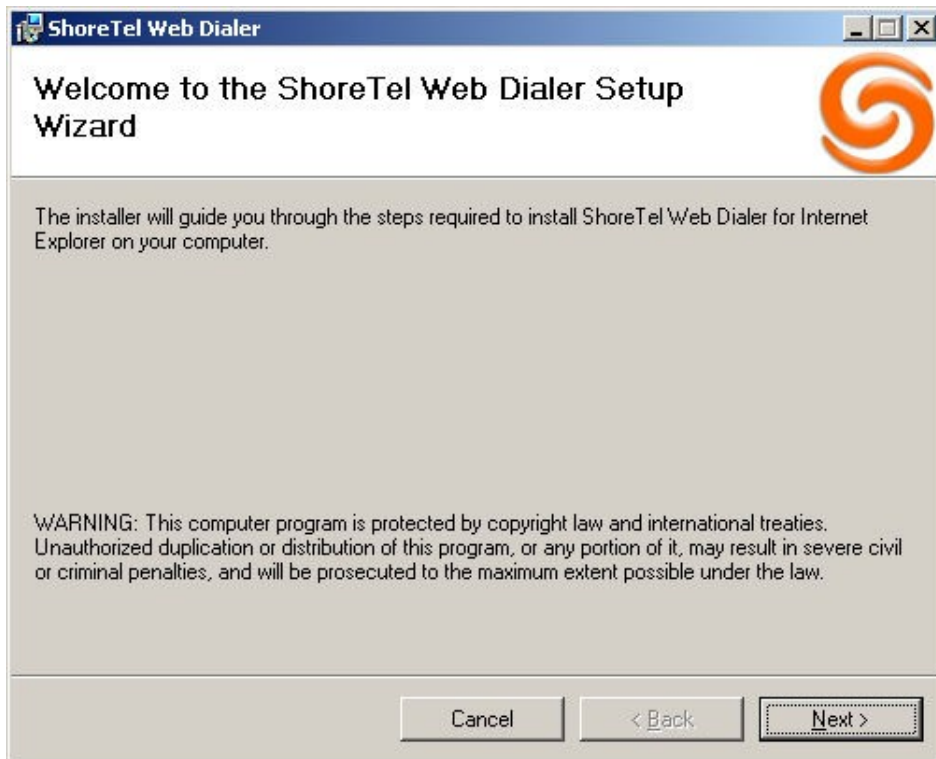 ShoreTel Web Dialer
Welcome to the ShoreTel Web Dialer Setup
Wizard
The installer will guide you through the steps required to install ShoreTel Web Dialer for Internet
Explorer on your computer.
WARNING: This computer program is protected by copyright law and international treaties.
Unauthorized duplication or distribution of this program, or any portion of it, may result in severe civil
or criminal penalties, and will be prosecuted to the maximum extent possible under the law.
Cancel < Back Next >